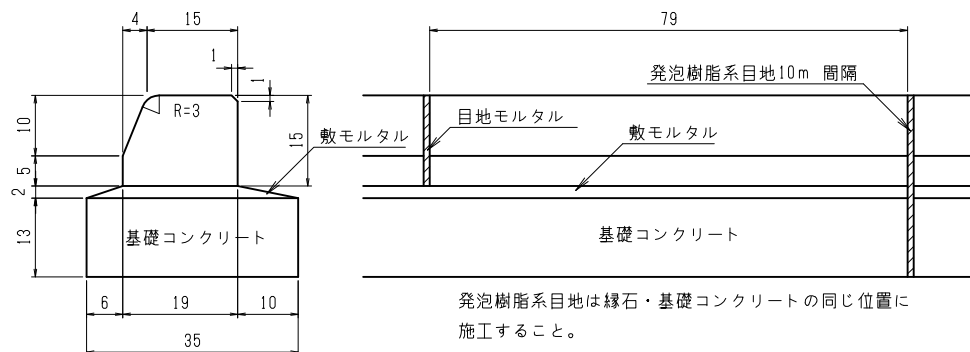 4
15
79
1
1
発泡樹脂系目地10m 間隔
R=3
目地モルタル
10
15
敷モルタル
敷モルタル
5
2
13
基礎コンクリート
基礎コンクリート
6
19
10
35
発泡樹脂系目地は縁石・基礎コンクリートの同じ位置に
施工すること。